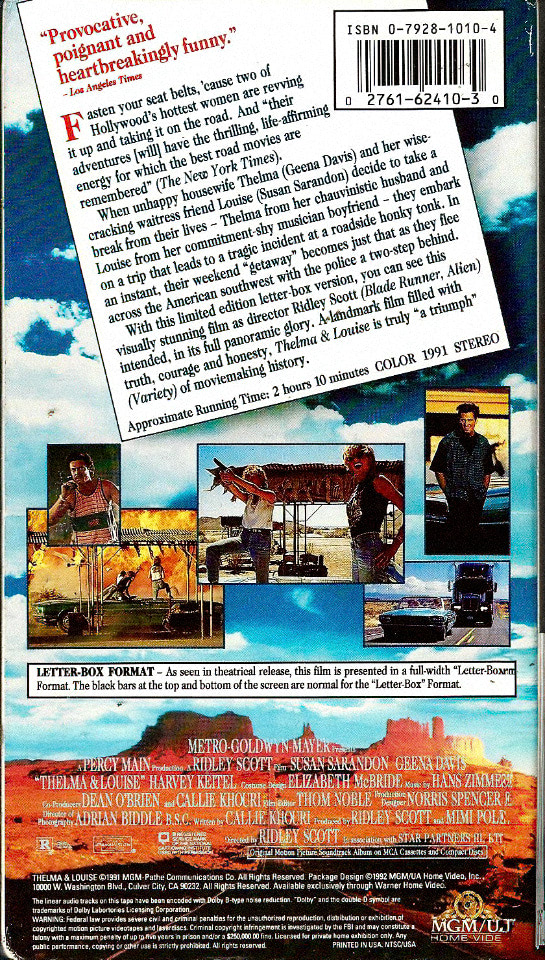 "Provocative,
poignant and
heartbreakingly funny."
– Los Angeles Times
ISBN 0-7928-1010-4
0 2761-62410-3 0
Fasten your seat belts, 'cause two of
Hollywood's hottest women are revving
it up and taking it on the road. And "their
adventures [will] have the thrilling, life-affirming
energy for which the best road movies are
remembered" (The New York Times).
When unhappy housewife Thelma (Geena Davis) and her wise-
cracking waitress friend Louise (Susan Sarandon) decide to take a
break from their lives – Thelma from her chauvinistic husband and
Louise from her commitment-shy musician boyfriend – they embark
on a trip that leads to a tragic incident at a roadside honky tonk. In
an instant, their weekend "getaway" becomes just that as they flee
across the American southwest with the police a two-step behind.
With this limited edition letter-box version, you can see this
visually stunning film as director Ridley Scott (Blade Runner, Alien)
intended, in its full panoramic glory. A landmark film filled with
truth, courage and honesty, Thelma & Louise is truly "a triumph"
(Variety) of moviemaking history.
Approximate Running Time: 2 hours 10 minutes COLOR 1991 STEREO
LETTER-BOX FORMAT – As seen in theatrical release, this film is presented in a full-width "Letter-Box"
Format. The black bars at the top and bottom of the screen are normal for the "Letter-Box" Format.
METRO-GOLDWYN-MAYER Presents
A PERCY MAIN Production A RIDLEY SCOTT Film SUSAN SARANDON GEENA DAVIS
"THELMA & LOUISE" HARVEY KEITEL Costume Design ELIZABETH McBRIDE Music by HANS ZIMMER
Co-Producers DEAN O'BRIEN and CALLIE KHOURI Film Editor THOM NOBLE Production Designer NORRIS SPENCER
Director of Photography ADRIAN BIDDLE B.S.C. Written by CALLIE KHOURI Produced by RIDLEY SCOTT and MIMI POLK
Directed by RIDLEY SCOTT in association with STAR PARTNERS III, 
Original Motion Picture Soundtrack Album on MCA Cassettes and Compact Discs
R RESTRICTED
THELMA & LOUISE ©1991 MGM-Pathe Communications Co. All Rights Reserved. Package Design ©1992 MGM/UA Home Video, Inc.,
10000 W. Washington Blvd., Culver City, CA 90232. All Rights Reserved. Available exclusively through Warner Home Video.
The linear audio tracks on this tape have been encoded with Dolby B-type noise reduction. "Dolby" and the double-D symbol are
trademarks of Dolby Laboratories Licensing Corporation.
WARNING: Federal law provides severe civil and criminal penalties for the unauthorized reproduction, distribution or exhibition of
copyrighted motion picture videotapes and laserdiscs. Criminal copyright infringement is investigated by the FBI and may constitute a
felony with a maximum penalty of up to five years in prison and/or a $250,000.00 fine. Licensed for private home exhibition only. Any
public performance, copying or other use is strictly prohibited. All rights reserved.
PRINTED IN USA. NTSC/USA
MGM/U
HOME VIDE